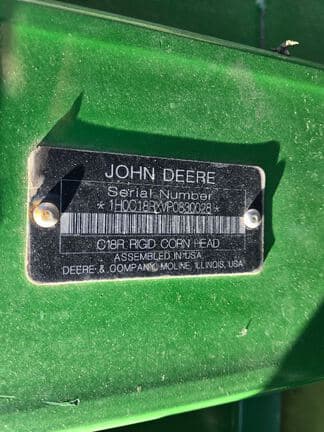 JOHN DEERE
Serial Number
C18R RIGID CORN HEAD
ASSEMBLED IN USA
DEERE & COMPANY, MOLINE, ILLINOIS, USA